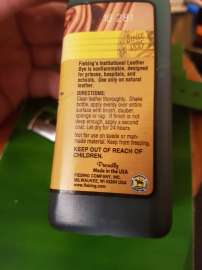 Fiebing's Institutional Leather
Dye is nonflammable, designed
for prisons, hospitals, and
schools. Use only on natural
leather.
DIRECTIONS:
Clean leather thoroughly. Shake
bottle, apply evenly over entire
surface with brush, dauber,
sponge or rag. If finish is not
deep enough, apply a second
coat. Let dry for 24 hours.
Not for use on suede or man-
made material. Keep from freezing.
KEEP OUT OF REACH OF
CHILDREN.
Proudly
Made in the USA
FIEBING COMPANY, INC.
MILWAUKEE, WI 53204 USA
www.fiebing.com